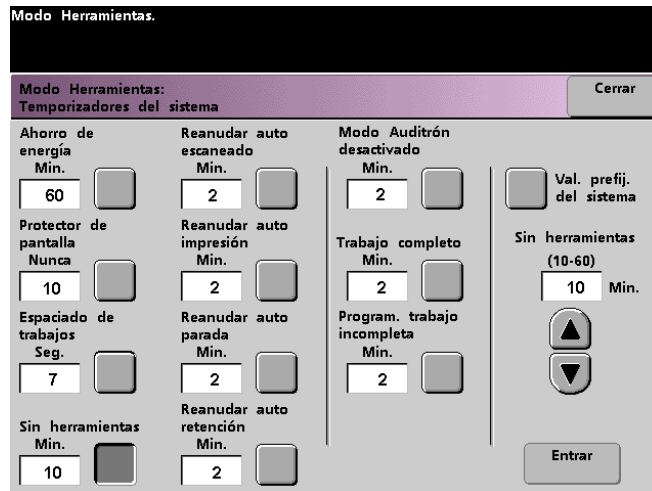 Modo Herramientas.
Modo Herramientas:
Temporizadores del sistema
Cerrar
Ahorro de
energía
Min.
60
Protector de
pantalla
Nunca
10
Espaciado de
trabajos
Seg.
7
Sin herramientas
Min.
10
Reanudar auto
escaneado
Min.
2
Reanudar auto
impresión
Min.
2
Reanudar auto
parada
Min.
2
Reanudar auto
retención
Min.
2
Modo Auditrón
desactivado
Min.
2
Trabajo completo
Min.
2
Program. trabajo
incompleta
Min.
2
Val. prefij.
del sistema
Sin herramientas
(10-60)
10 Min.
Entrar